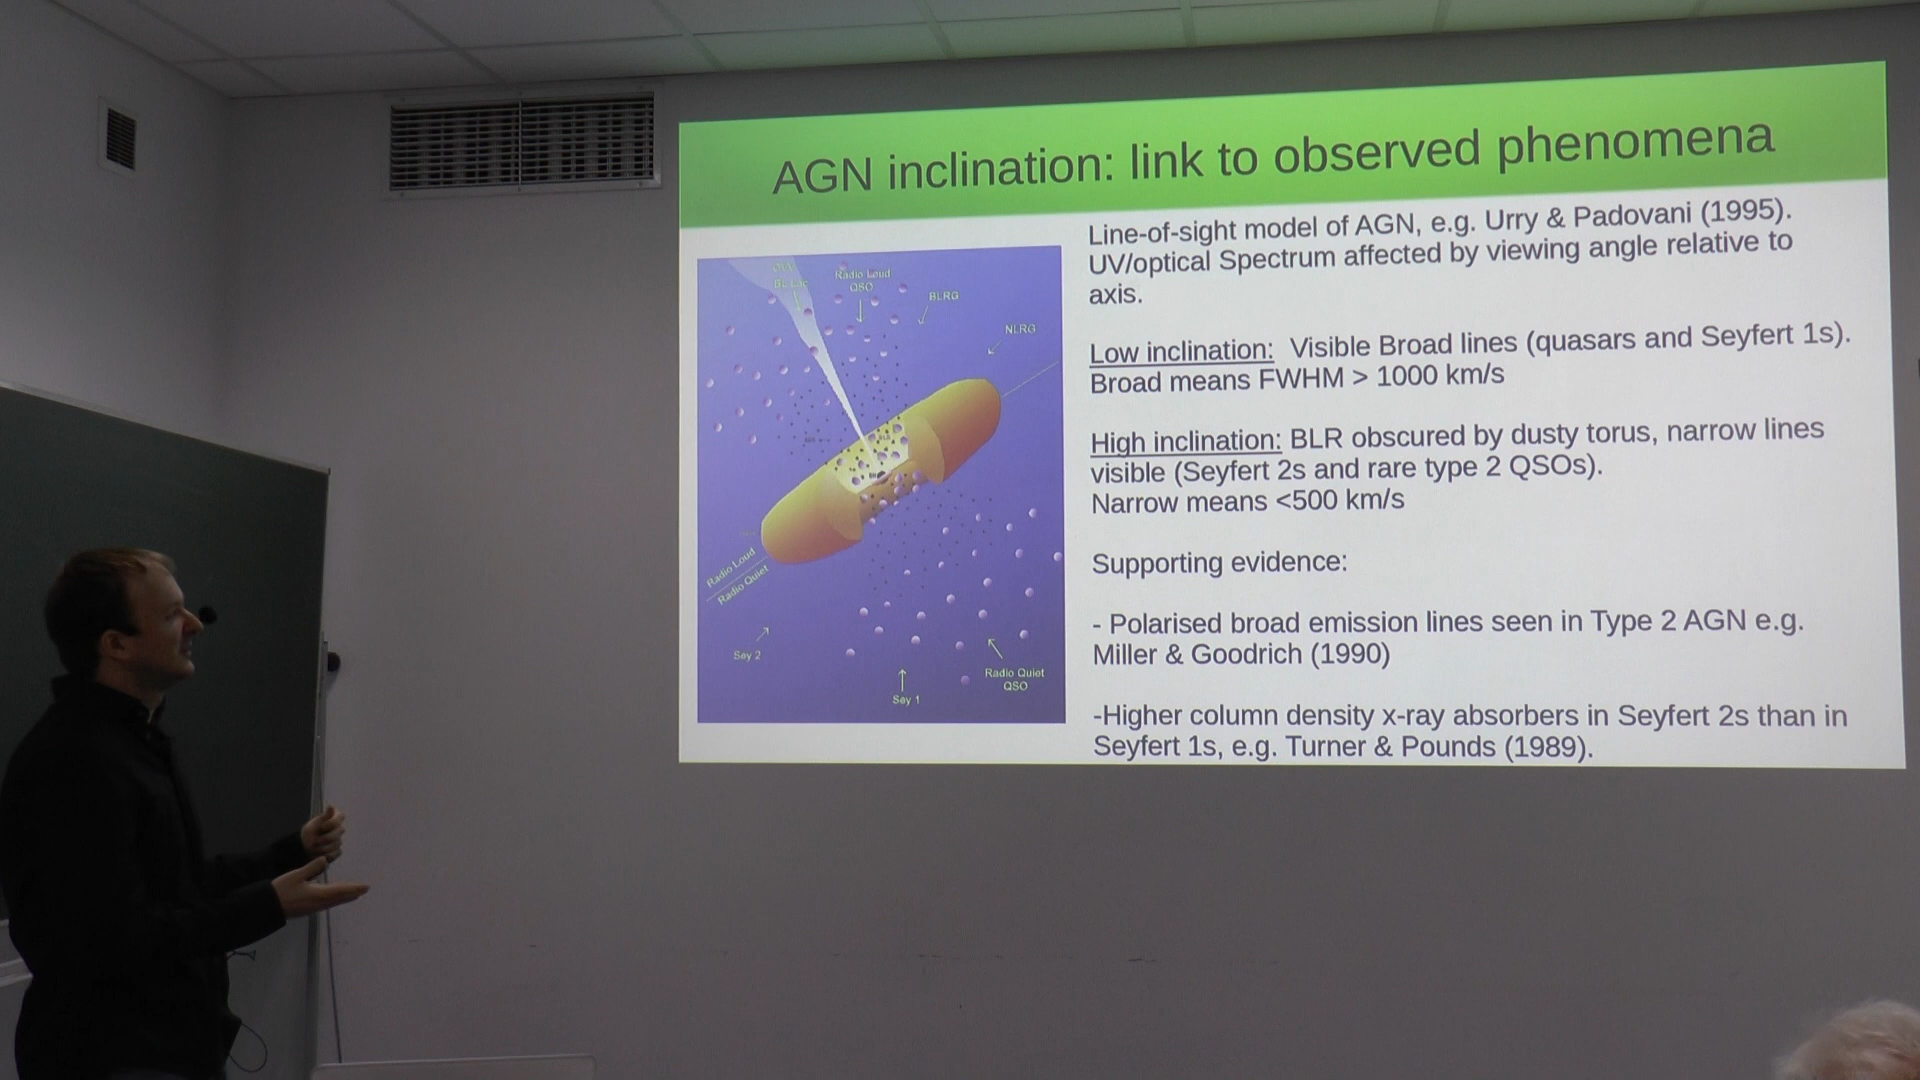 AGN inclination: link to observed phenomena
Line-of-sight model of AGN, e.g. Urry & Padovani (1995).
UV/optical Spectrum affected by viewing angle relative to
axis.
Low inclination: Visible Broad lines (quasars and Seyfert 1s).
Broad means FWHM > 1000 km/s
High inclination: BLR obscured by dusty torus, narrow lines
visible (Seyfert 2s and rare type 2 QSOs).
Narrow means <500 km/s
Supporting evidence:
- Polarised broad emission lines seen in Type 2 AGN e.g.
Miller & Goodrich (1990)
-Higher column density x-ray absorbers in Seyfert 2s than in
Seyfert 1s, e.g. Turner & Pounds (1989).
BL Lac
Radio Loud
QSO
BLRG
NLRG
Radio Loud
Radio Quiet
Sey 2
Sey 1
Radio Quiet
QSO